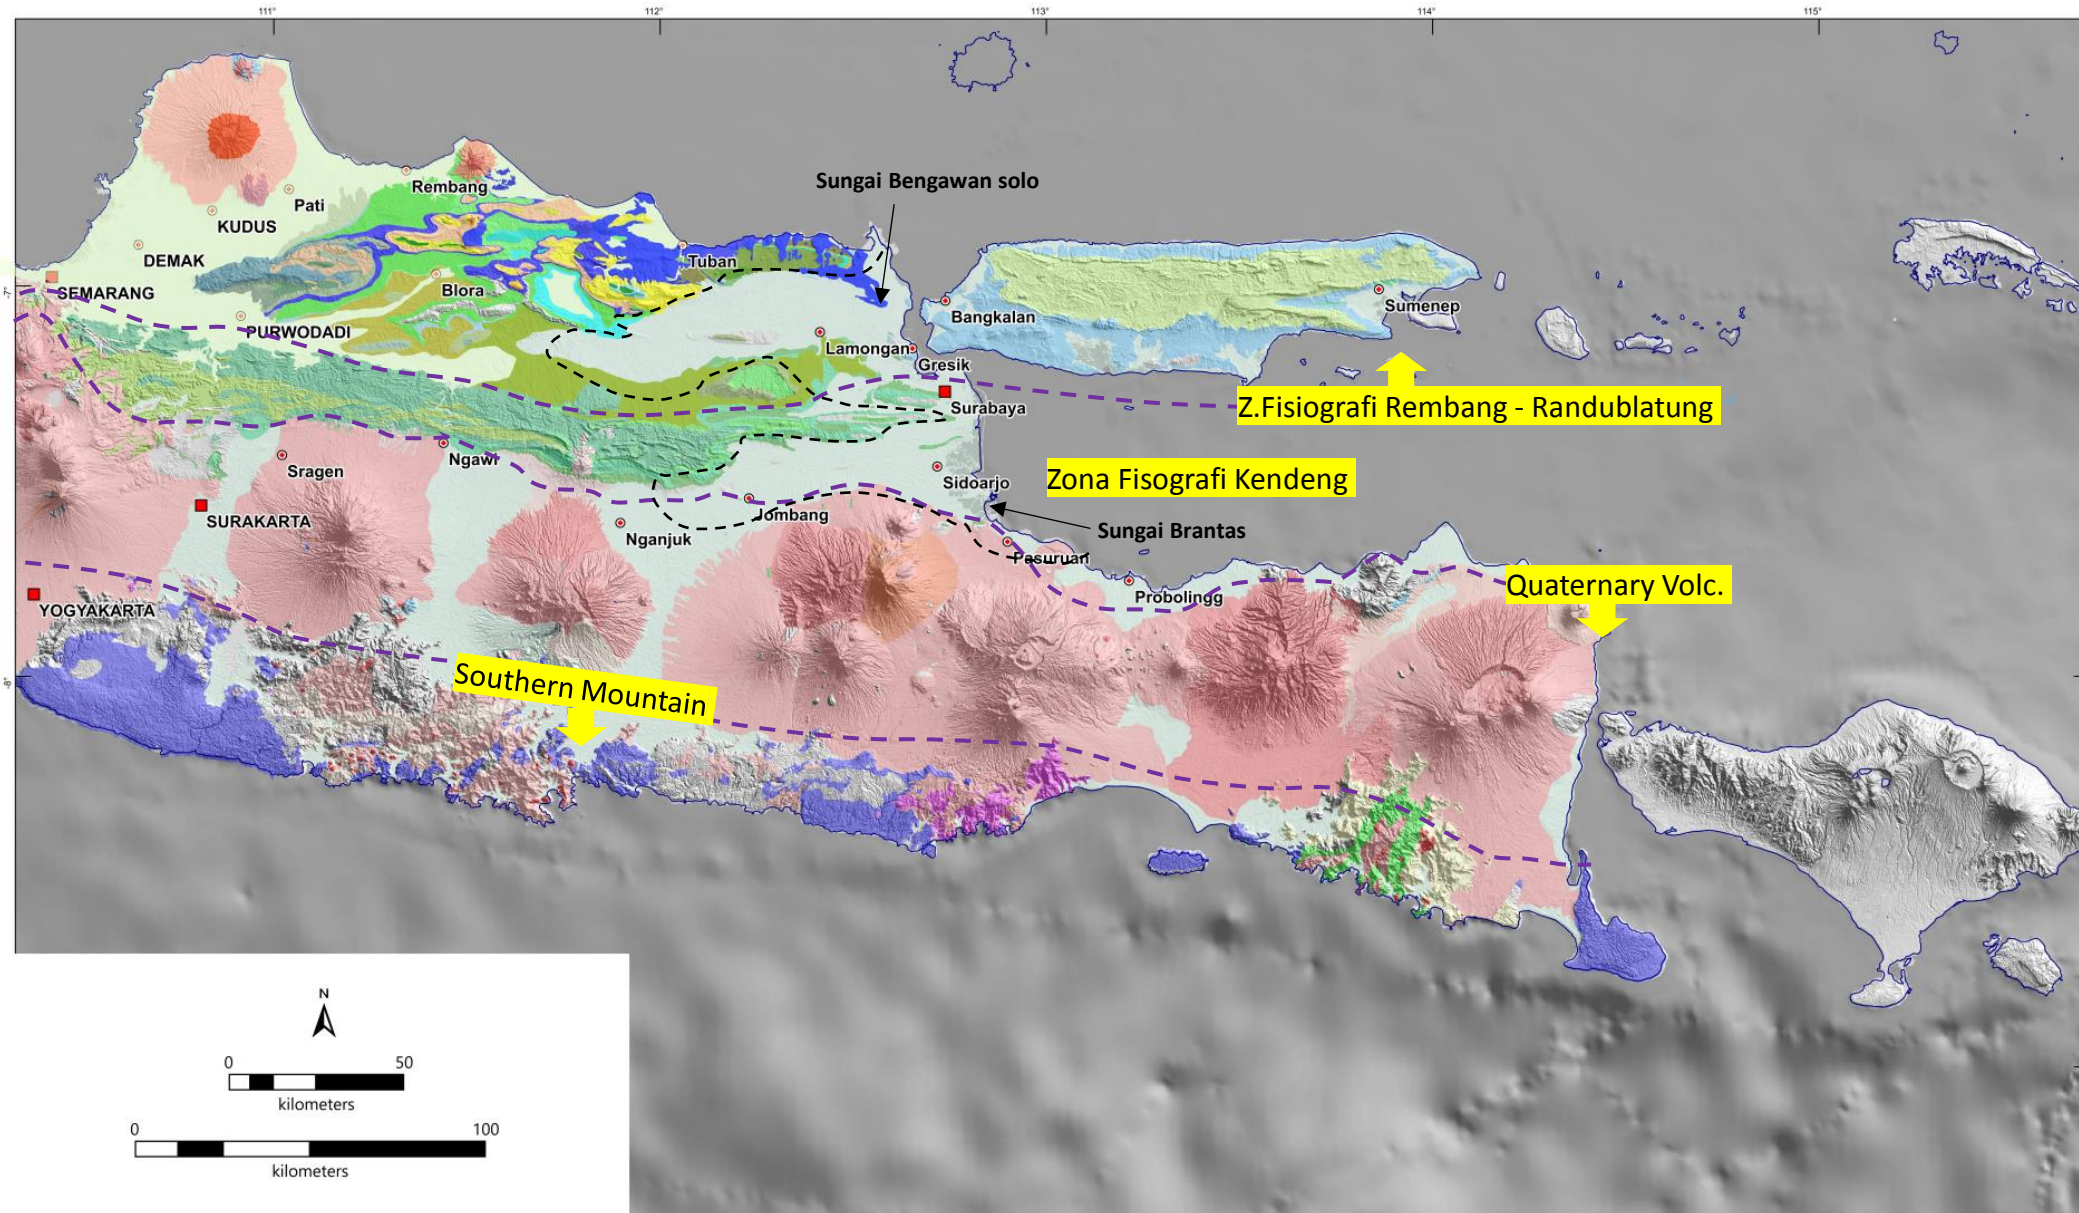 111°
112°
113°
114°
115°
Sungai Bengawan solo
Rembang
Pati
KUDUS
DEMAK
Tuban
-7°
SEMARANG
Blora
Sumenep
Bangkalan
PURWODADI
Lamongan
Gresik
Surabaya
Z.Fisiografi Rembang - Randublatung
Ngawi
Sragen
Zona Fisografi Kendeng
Sidoarjo
SURAKARTA
Jombang
Sungai Brantas
Nganjuk
Pasuruan
Quaternary Volc.
Probolingg
YOGYAKARTA
-8°
Southern Mountain
N
0 50
kilometers
0 100
kilometers